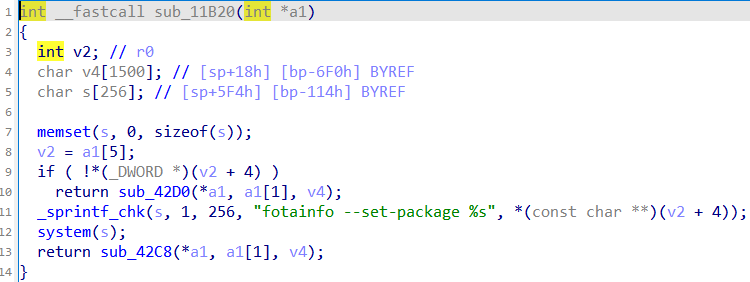 1 int __fastcall sub_11B20(int *a1)
2 {
3 int v2; // r0
4 char v4[1500]; // [sp+18h] [bp-6F0h] BYREF
5 char s[256]; // [sp+5F4h] [bp-114h] BYREF
6
7 memset(s, 0, sizeof(s));
8 v2 = a1[5];
9 if ( !*(_DWORD *)(v2 + 4) )
10 return sub_42D0(*a1, a1[1], v4);
11 _sprintf_chk(s, 1, 256, "fotainfo --set-package %s", *(const char **)(v2 + 4));
12 system(s);
13 return sub_42C8(*a1, a1[1], v4);
14 }